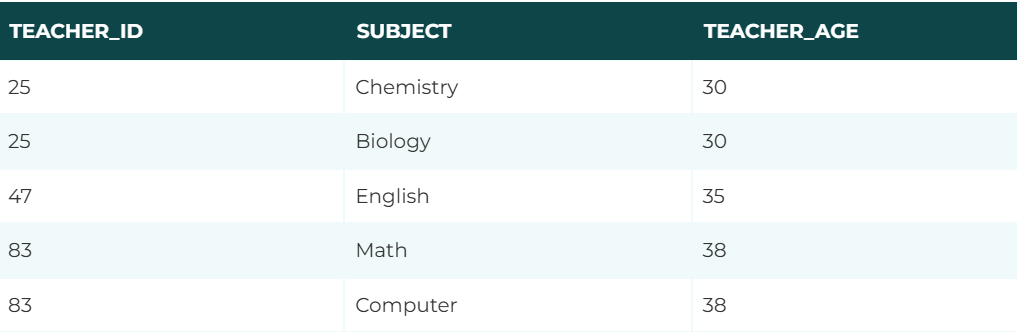 TEACHER_ID SUBJECT TEACHER_AGE
25 Chemistry 30
25 Biology 30
47 English 35
83 Math 38
83 Computer 38